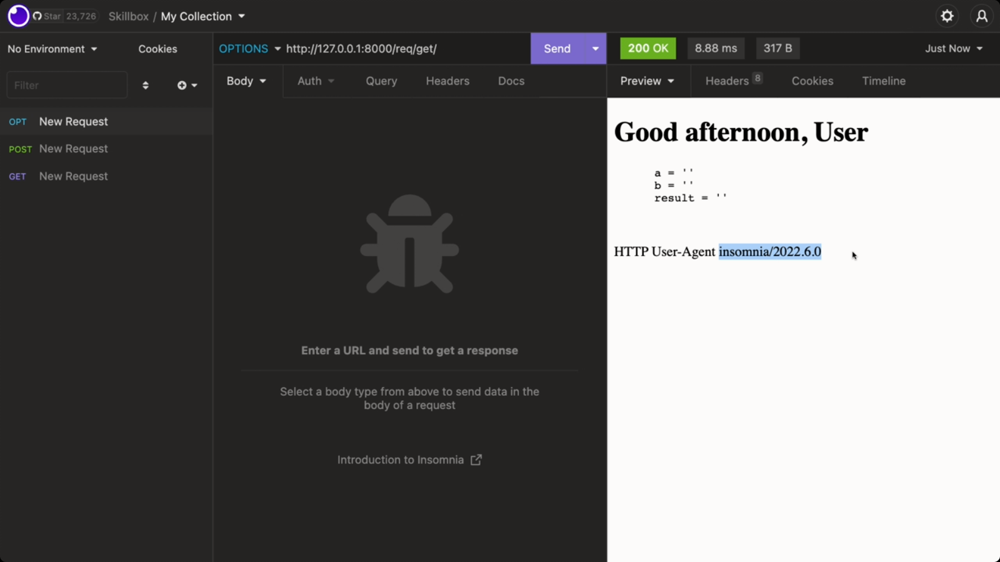 Star 23,726 Skillbox / My Collection
No Environment Cookies
Filter
OPT New Request
POST New Request
GET New Request
OPTIONS http://127.0.0.1:8000/req/get/ Send
Body Auth Query Headers Docs
Enter a URL and send to get a response
Select a body type from above to send data in the
body of a request
Introduction to Insomnia
200 OK 8.88 ms 317 B Just Now
Preview Headers 8 Cookies Timeline
Good afternoon, User
a = ''
b = ''
result = ''
HTTP User-Agent insomnia/2022.6.0